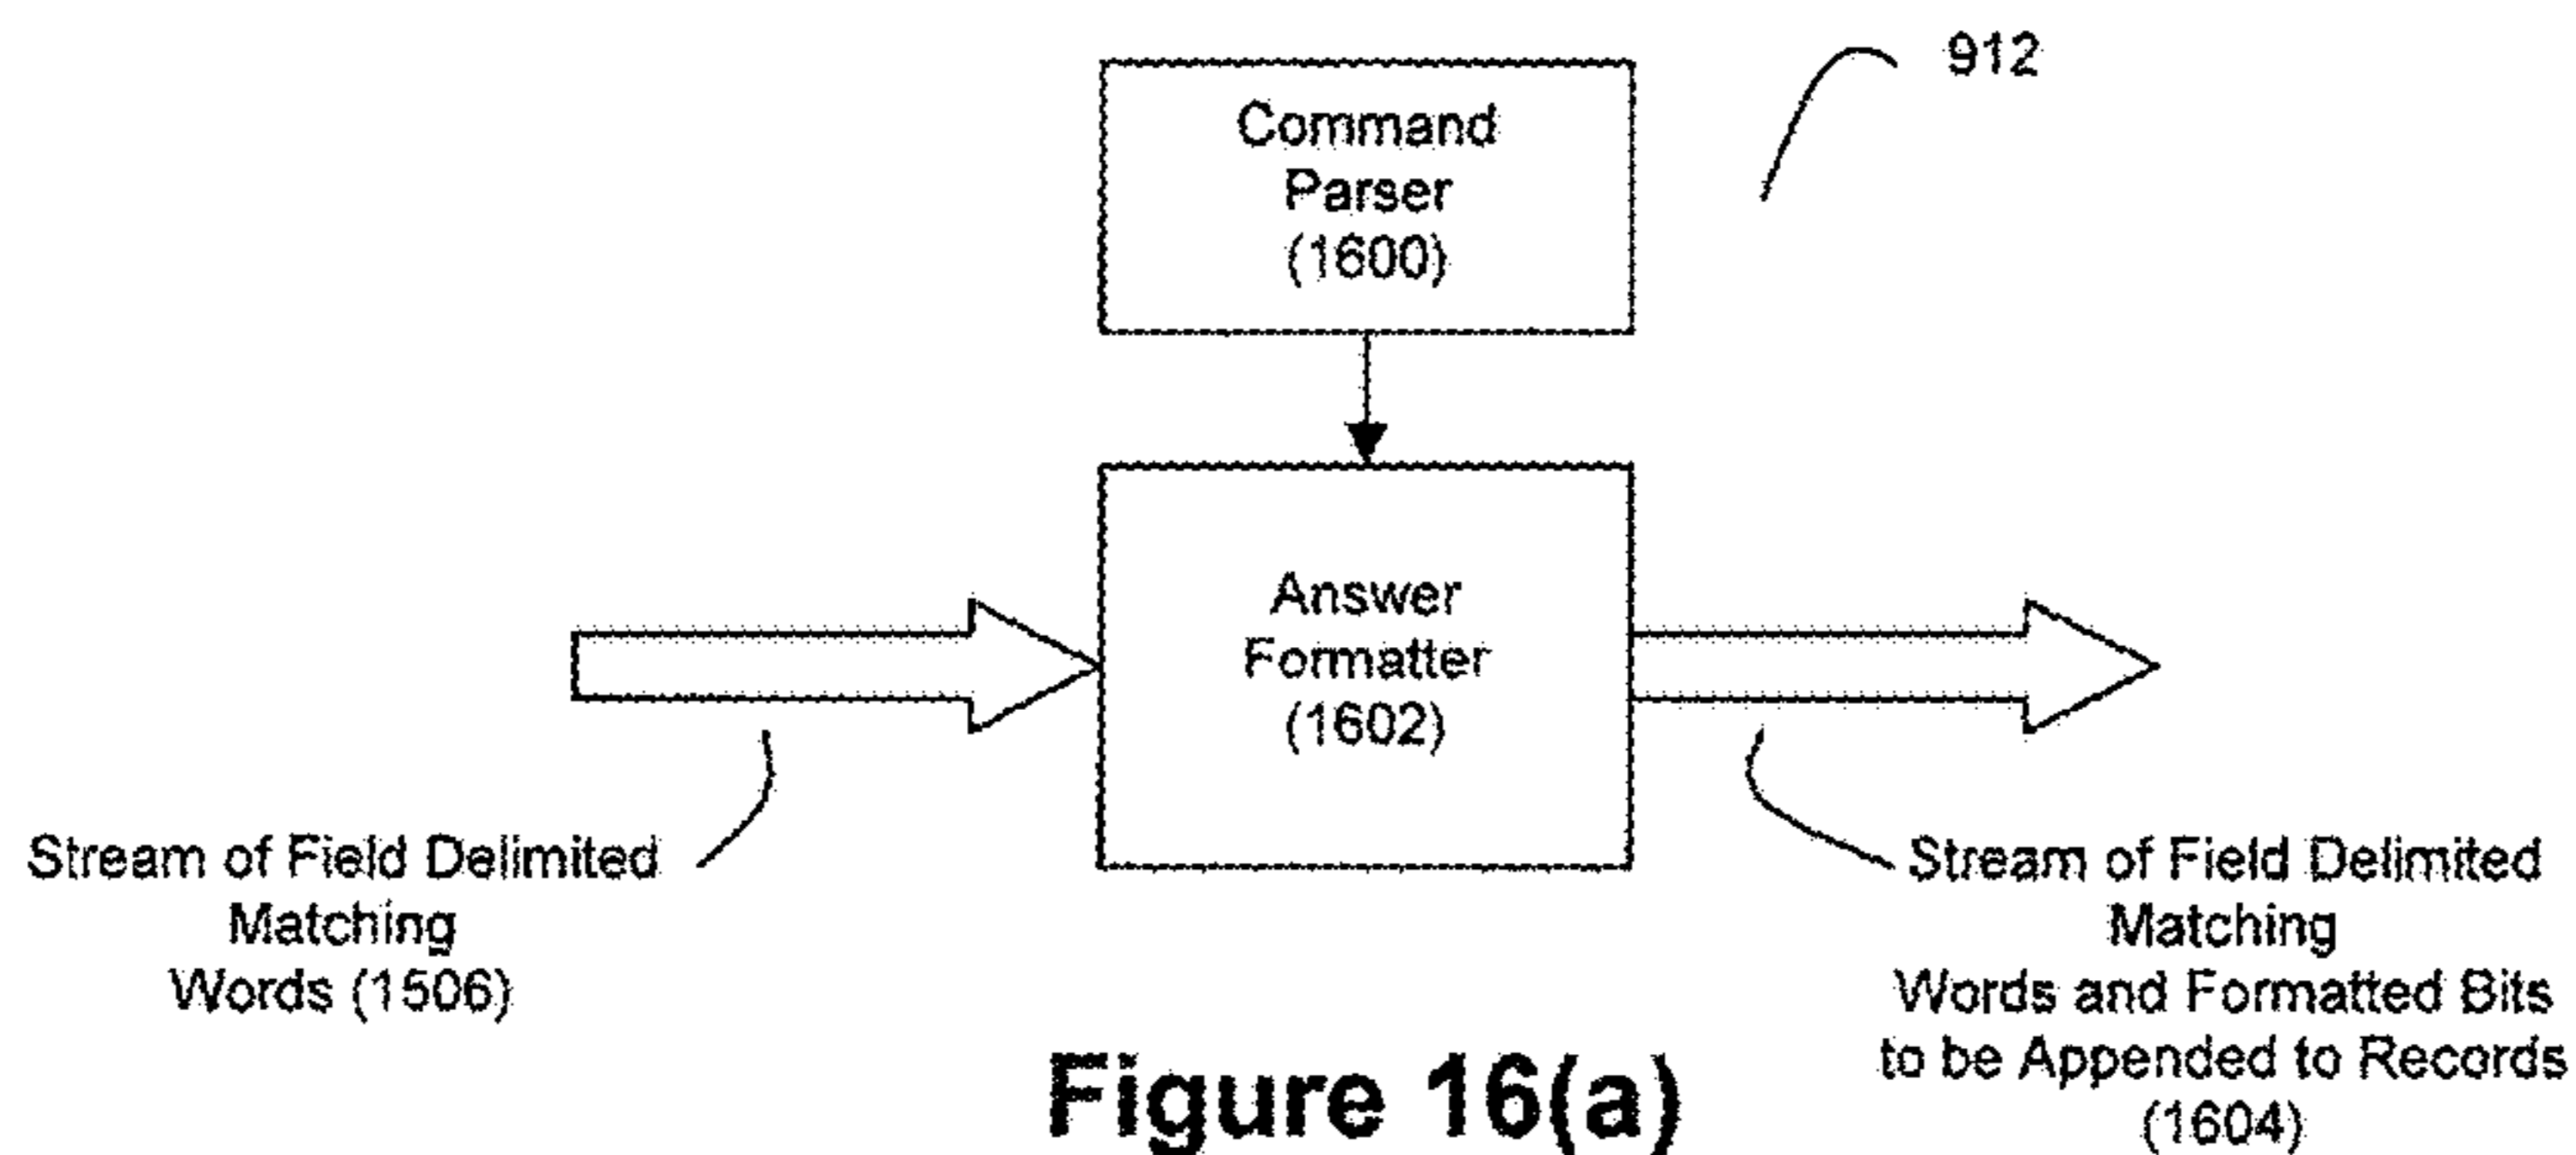 912
Command
Parser
(1600)
Answer
Formatter
(1602)
Stream of Field Delimited
Matching
Words (1506)
Stream of Field Delimited
Matching
Words and Formatted Bits
to be Appended to Records
(1604)
Figure 16(a)